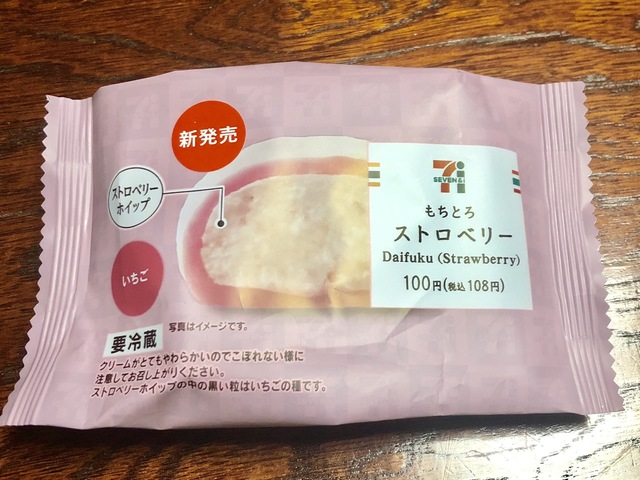 新発売
ストロベリー
ホイップ
いちご
SEVEN&i
もちとろ
ストロベリー
Daifuku (Strawberry)
100円(税込108円)
写真はイメージです。
要冷蔵
クリームがとてもやわらかいのでこぼれない様に
注意してお召し上がりください。
ストロベリーホイップの中の黒い粒はいちごの種です。